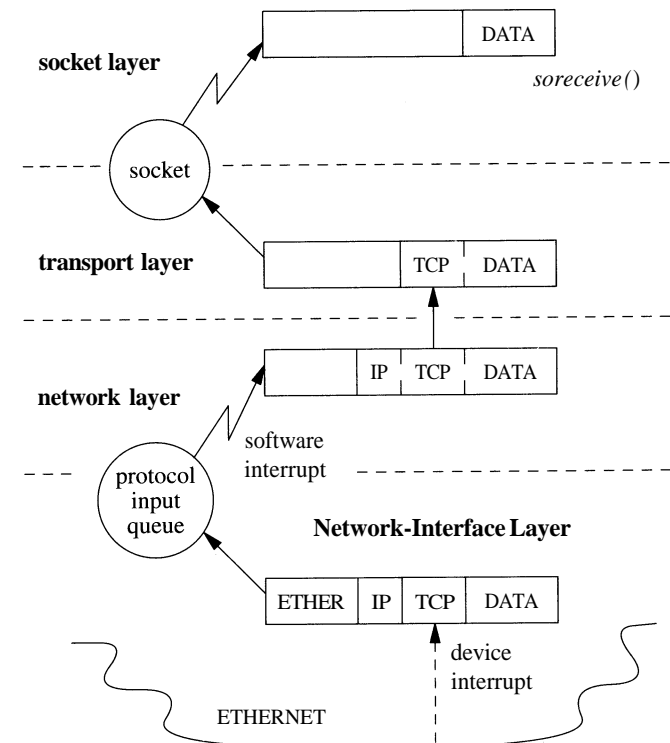 DATA
socket layer
soreceive()
socket
transport layer
TCP DATA
IP TCP DATA
network layer
software
interrupt
protocol
input
queue
Network-Interface Layer
ETHER IP TCP DATA
device
interrupt
ETHERNET